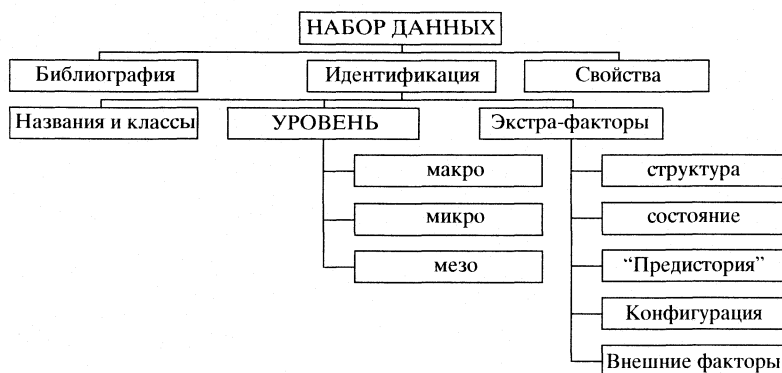 НАБОР ДАННЫХ
Библиография
Идентификация
Свойства
Названия и классы
УРОВЕНЬ
Экстра-факторы
макро
структура
микро
состояние
мезо
“Предистория”
Конфигурация
Внешние факторы